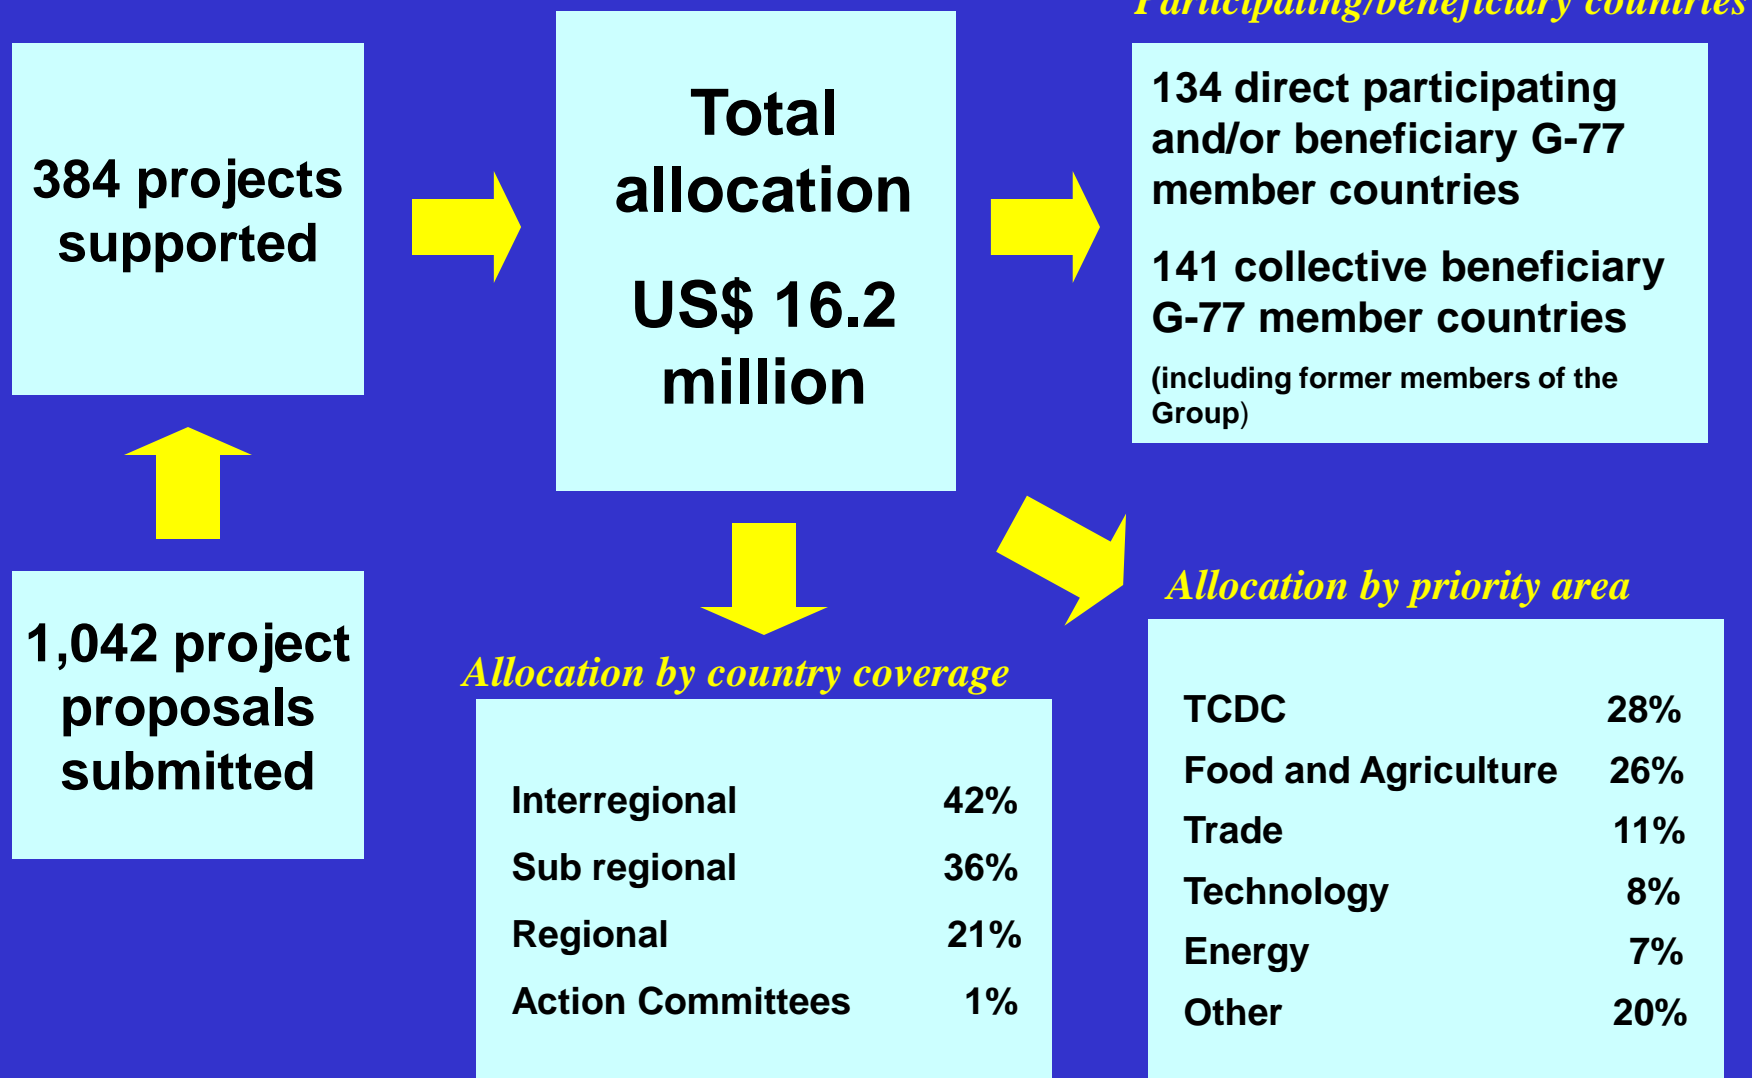 Participating/beneficiary countries
384 projects
supported
Total
allocation
US$ 16.2
million
134 direct participating
and/or beneficiary G-77
member countries
141 collective beneficiary
G-77 member countries
(including former members of the
Group)
1,042 project
proposals
submitted
Allocation by country coverage
Interregional 42%
Sub regional 36%
Regional 21%
Action Committees 1%
Allocation by priority area
TCDC 28%
Food and Agriculture 26%
Trade 11%
Technology 8%
Energy 7%
Other 20%